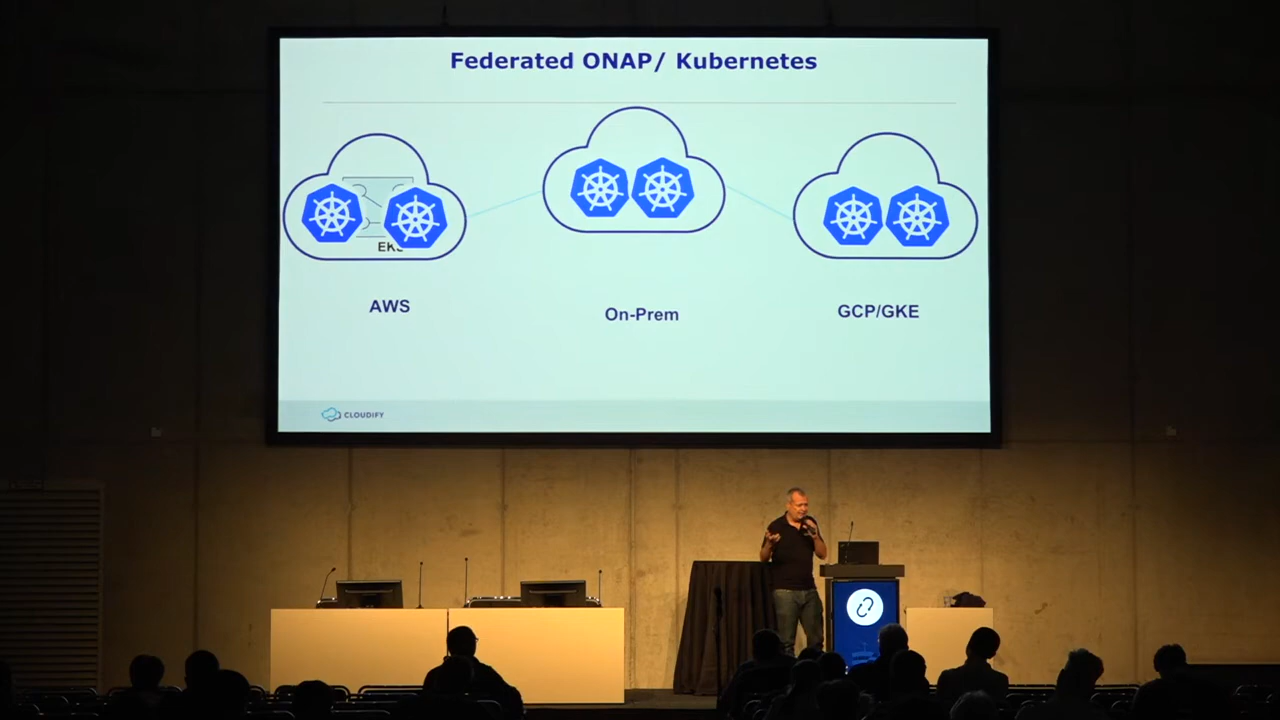 Federated ONAP/ Kubernetes
AWS
On-Prem
GCP/GKE
CLOUDIFY